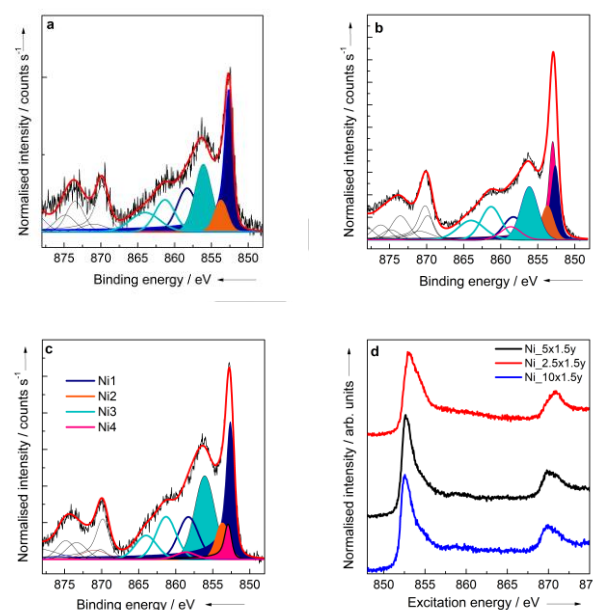 a
Normalised intensity / counts s⁻¹
875 870 865 860 855 850
Binding energy / eV
b
Normalised intensity / counts s⁻¹
875 870 865 860 855 850
Binding energy / eV
c
Ni1
Ni2
Ni3
Ni4
Normalised intensity / counts s⁻¹
875 870 865 860 855 850
Binding energy / eV
d
Ni_5x1.5y
Ni_2.5x1.5y
Ni_10x1.5y
Normalised intensity / arb. units
850 855 860 865 870 87
Excitation energy / eV